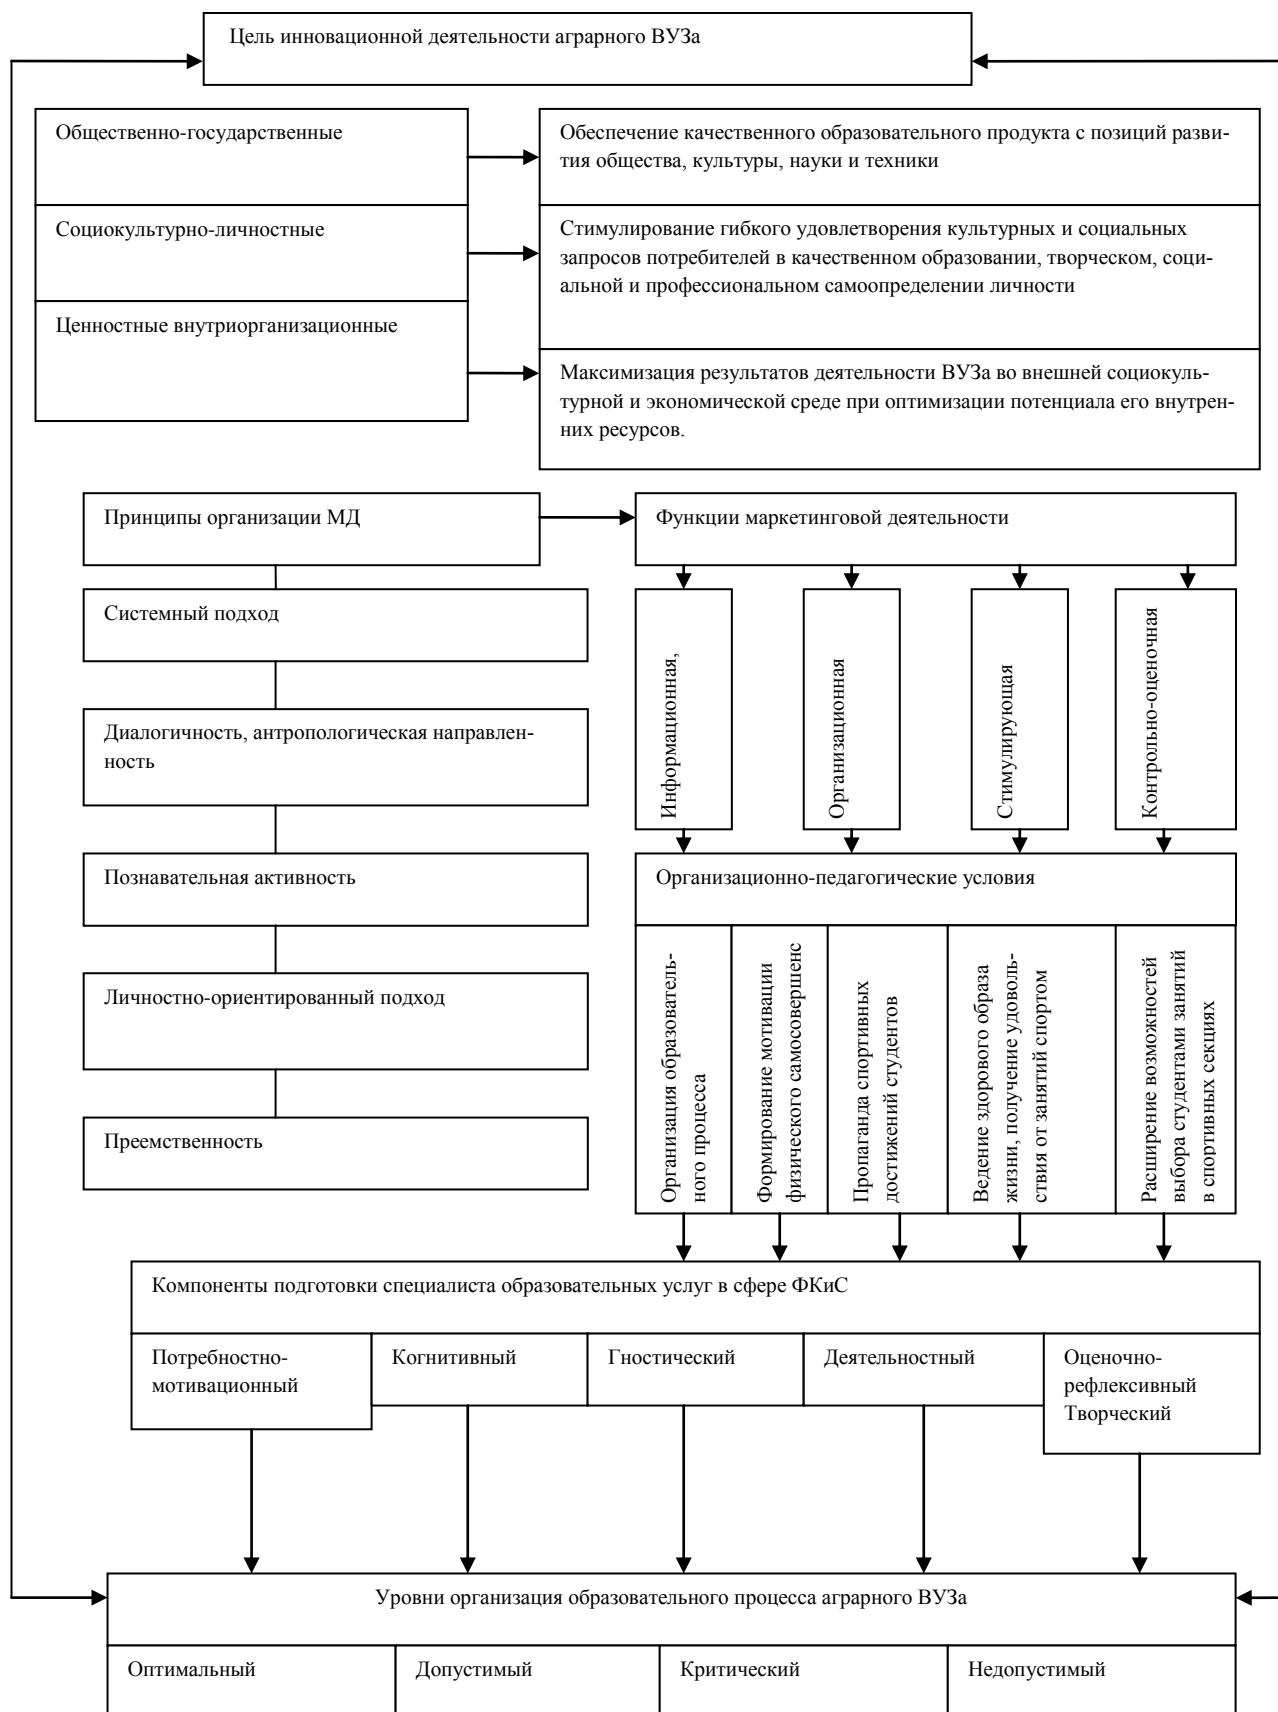 Цель инновационной деятельности аграрного ВУЗа
Общественно-государственные
Обеспечение качественного образовательного продукта с позиций разви-
тия общества, культуры, науки и техники
Социокультурно-личностные
Стимулирование гибкого удовлетворения культурных и социальных
запросов потребителей в качественном образовании, творческом, соци-
альной и профессиональном самоопределении личности
Ценностные внутриорганизационные
Максимизация результатов деятельности ВУЗа во внешней социокуль-
турной и экономической среде при оптимизации потенциала его внутрен-
них ресурсов.
Принципы организации МД
Функции маркетинговой деятельности
Системный подход
Диалогичность, антропологическая направлен-
ность
Познавательная активность
Личностно-ориентированный подход
Преемственность
Информационная,
Организационная
Стимулирующая
Контрольно-оценочная
Организационно-педагогические условия
Организация образователь-
ного процесса
Формирование мотивации
физического самосовершенс
Пропаганда спортивных
достижений студентов
Ведение здорового образа
жизни, получение удоволь-
ствия от занятий спортом
Расширение возможностей
выбора студентами занятий
в спортивных секциях
Компоненты подготовки специалиста образовательных услуг в сфере ФКиС
Потребностно-
мотивационный
Когнитивный
Гностический
Деятельностный
Оценочно-
рефлексивный
Творческий
Уровни организация образовательного процесса аграрного ВУЗа
Оптимальный
Допустимый
Критический
Недопустимый